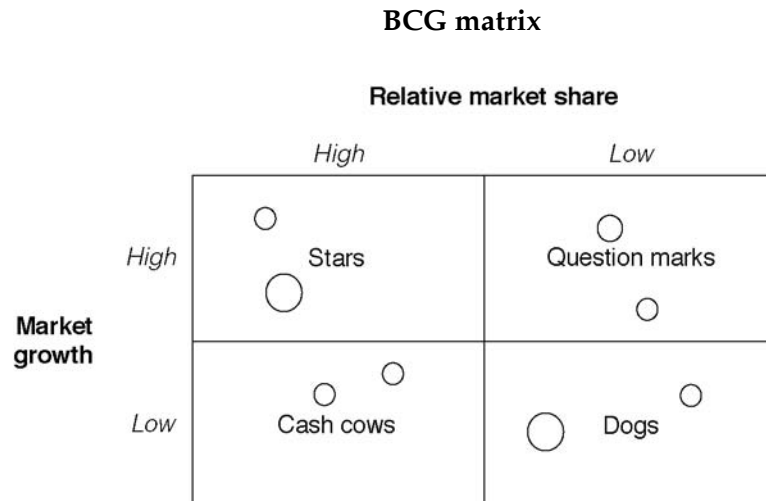 BCG matrix
Relative market share
High Low
High Stars Question marks
Market
growth
Low Cash cows Dogs